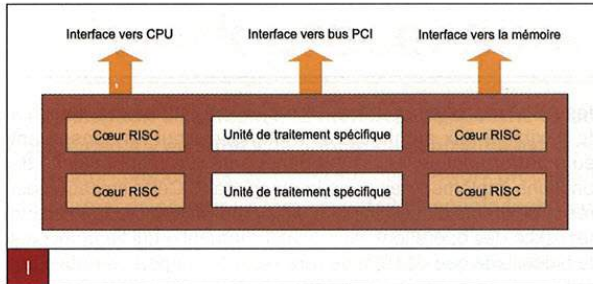 Interface vers CPU Interface vers bus PCI Interface vers la mémoire
Cœur RISC Unité de traitement spécifique Cœur RISC
Cœur RISC Unité de traitement spécifique Cœur RISC
I